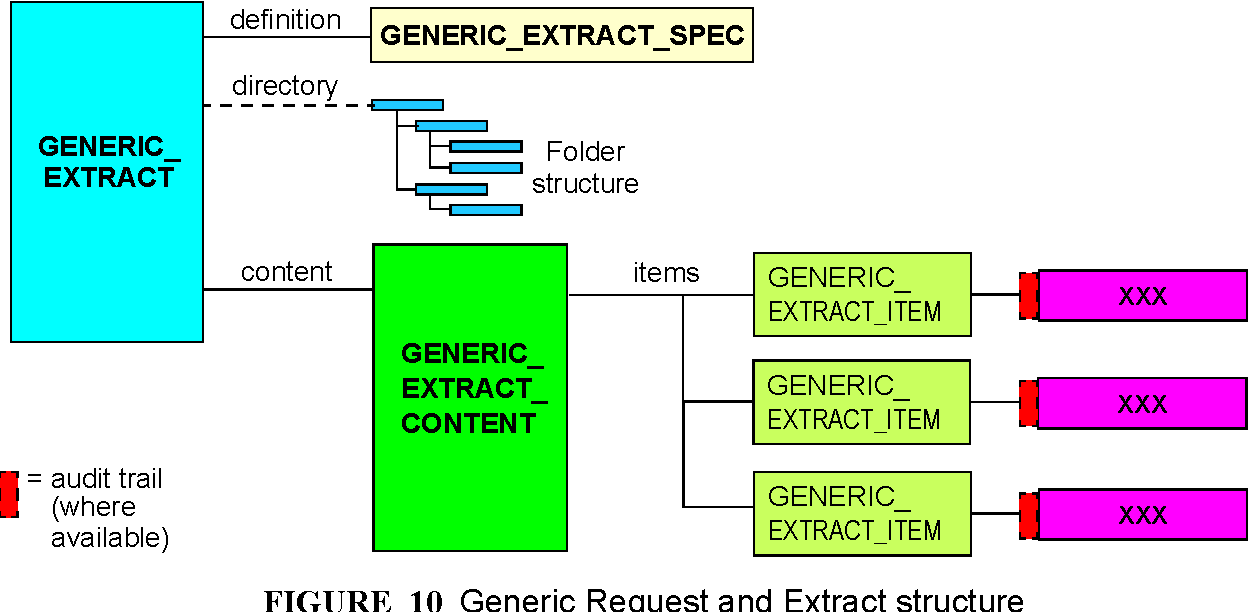 definition
GENERIC_EXTRACT_SPEC
directory
GENERIC_
EXTRACT
Folder
structure
content
items
GENERIC_
EXTRACT_ITEM
XXX
GENERIC_
EXTRACT_
CONTENT
GENERIC_
EXTRACT_ITEM
XXX
GENERIC_
EXTRACT_ITEM
XXX
= audit trail
(where
available)
FIGURE 10 Generic Request and Extract structure